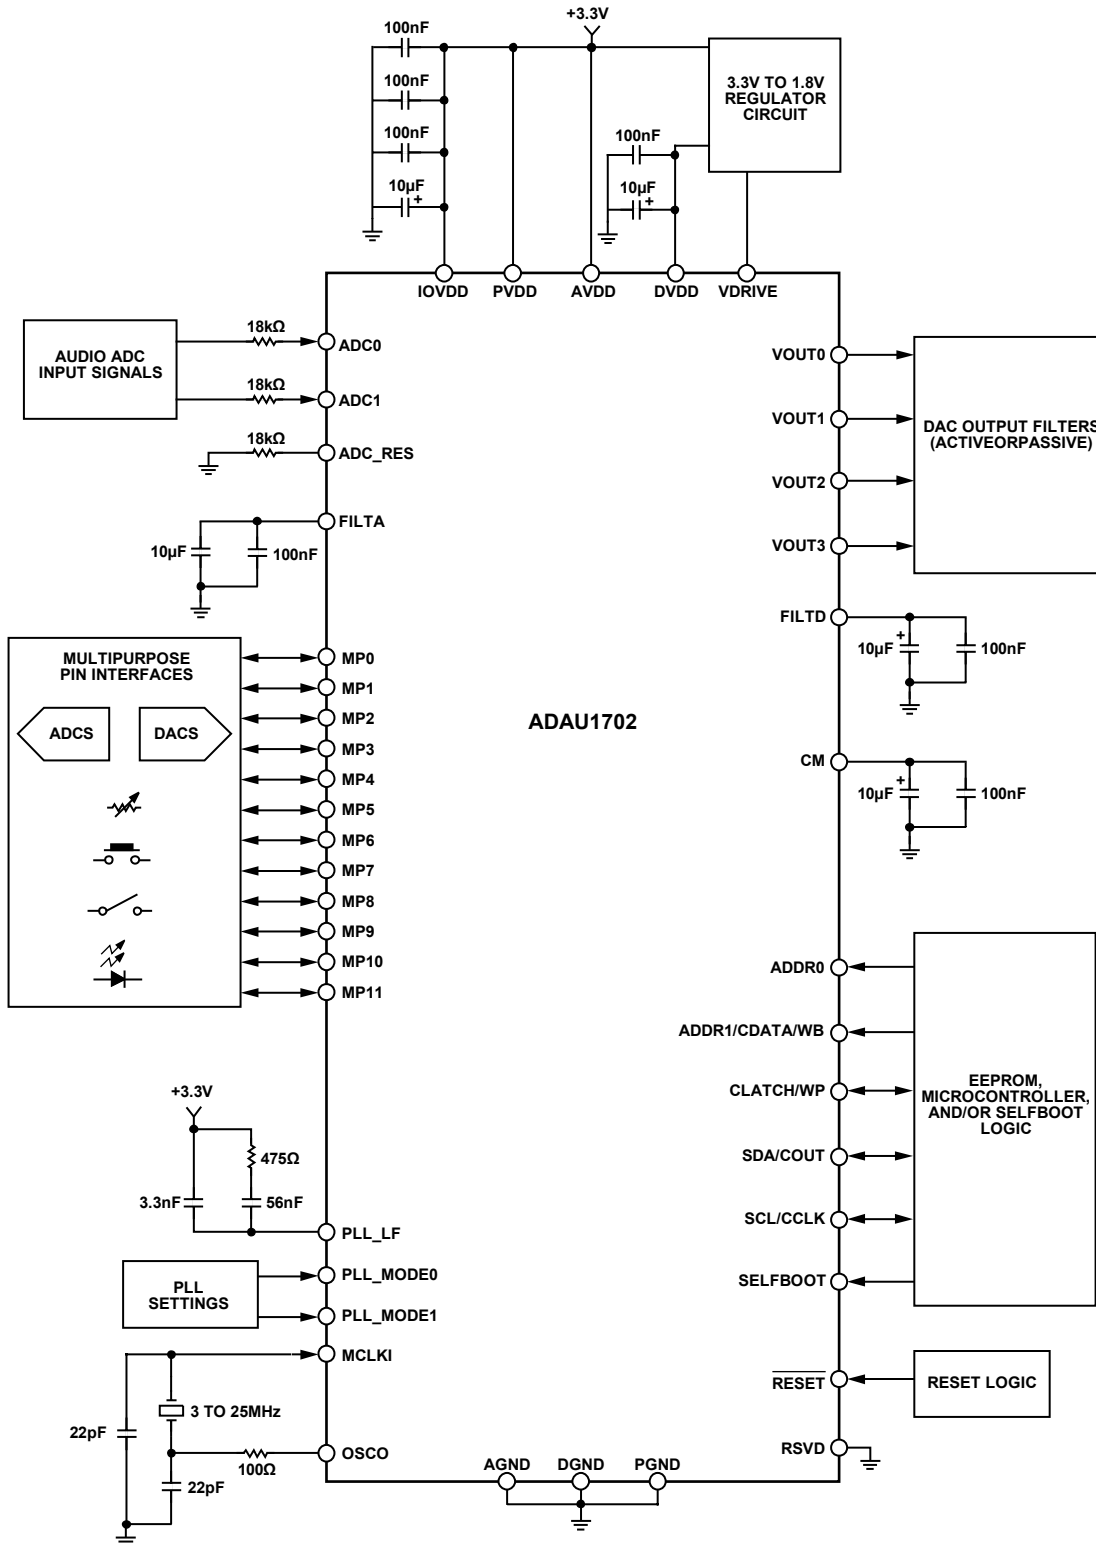 +3.3V
100nF
100nF
100nF
10µF
+
3.3V TO 1.8V
REGULATOR
CIRCUIT
100nF
10µF
+
IOVDD
PVDD
AVDD
DVDD
VDRIVE
AUDIO ADC
INPUT SIGNALS
18kΩ
ADC0
18kΩ
ADC1
18kΩ
ADC_RES
FILTA
10µF
100nF
MULTIPURPOSE
PIN INTERFACES
ADCS
DACS
MP0
MP1
MP2
MP3
MP4
MP5
MP6
MP7
MP8
MP9
MP10
MP11
ADAU1702
+3.3V
475Ω
3.3nF
56nF
PLL_LF
PLL
SETTINGS
PLL_MODE0
PLL_MODE1
MCLKI
3 TO 25MHz
22pF
100Ω
OSCO
22pF
AGND
DGND
PGND
VOUT0
VOUT1
VOUT2
VOUT3
DAC OUTPUT FILTERS
(ACTIVEORPASSIVE)
FILTD
+
10µF
100nF
CM
+
10µF
100nF
ADDR0
ADDR1/CDATA/WB
CLATCH/WP
SDA/COUT
SCL/CCLK
SELFBOOT
EEPROM,
MICROCONTROLLER,
AND/OR SELFBOOT
LOGIC
RESET
RESET LOGIC
RSVD